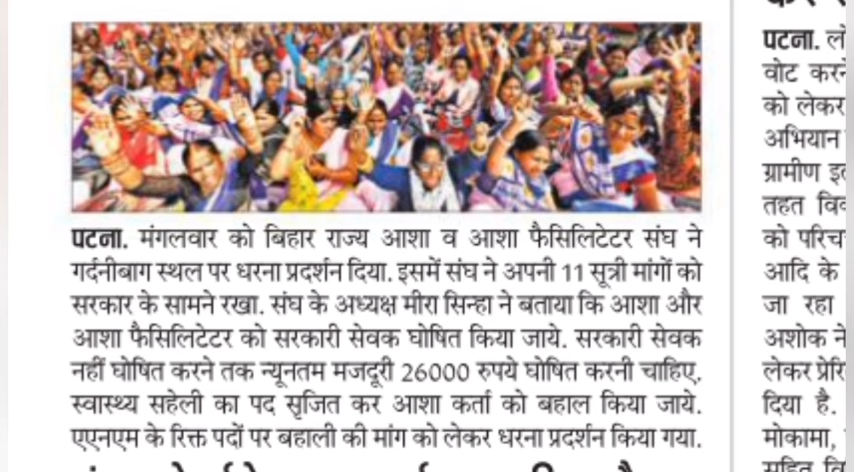 पटना. मंगलवार को बिहार राज्य आशा व आशा फैसिलिटेटर संघ ने
गर्दनीबाग स्थल पर धरना प्रदर्शन दिया. इसमें संघ ने अपनी 11 सूत्री मांगों को
सरकार के सामने रखा. संघ के अध्यक्ष मीरा सिन्हा ने बताया कि आशा और
आशा फैसिलिटेटर को सरकारी सेवक घोषित किया जाये. सरकारी सेवक
नहीं घोषित करने तक न्यूनतम मजदूरी 26000 रुपये घोषित करनी चाहिए.
स्वास्थ्य सहेली का पद सृजित कर आशा कर्ता को बहाल किया जाये.
एएनएम के रिक्त पदों पर बहाली की मांग को लेकर धरना प्रदर्शन किया गया.
पटना.
वोट
को लेकर
अभियान
ग्रामीण
तहत
को
आदि के
जा रहा
अशोक ने
लेकर
दिया है.
मोकामा,